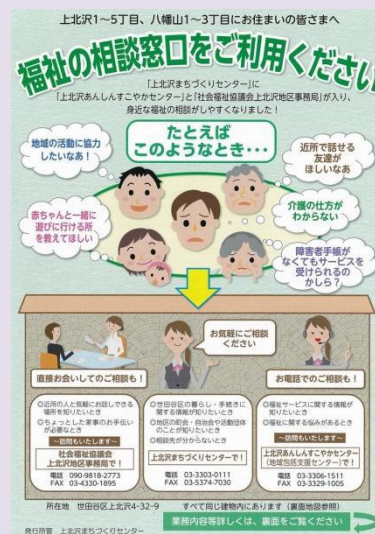 上北沢1～5丁目、八幡山1～3丁目にお住まいの皆さまへ
福祉の相談窓口をご利用ください
「上北沢まちづくりセンター」に
「上北沢あんしんすこやかセンター」と「社会福祉協議会上北沢地区事務局」が入り、
身近な福祉の相談がしやすくなりました！
たとえば
このようなとき･･･
地域の活動に協力
したいなあ！
近所で話せる
友達が
ほしいなあ
赤ちゃんと一緒に
遊びに行ける所
を教えてほしい
介護の仕方が
わからない
障害者手帳が
なくてもサービスを
受けられるの
かしら？
お気軽にご相談
ください
直接お会いしてのご相談も！
お電話でのご相談も！
◎近所の人と気軽にお話しできる
場所を知りたいとき
◎ちょっとした家事のお手伝い
が必要なとき
～訪問もいたします～
社会福祉協議会
上北沢地区事務局で！
電話 090-9818-2773
FAX 03-4330-1895
◎世田谷区の暮らし・手続きに
関する情報が知りたいとき
◎地区の町会・自治会や活動団体
のことが知りたいとき
◎相談先が分からないとき
上北沢まちづくりセンターで！
電話 03-3303-0111
FAX 03-5374-7030
◎福祉サービスに関する情報が
知りたいとき
◎福祉に関する悩みがあるとき
～訪問もいたします～
上北沢あんしんすこやかセンター
(地域包括支援センター)で！
電話 03-3306-1511
FAX 03-3329-1005
所在地 世田谷区上北沢4-32-9 すべて同じ建物内にあります（裏面地図参照）
業務内容等詳しくは、裏面をご覧ください
発行所管 上北沢まちづくりセンター